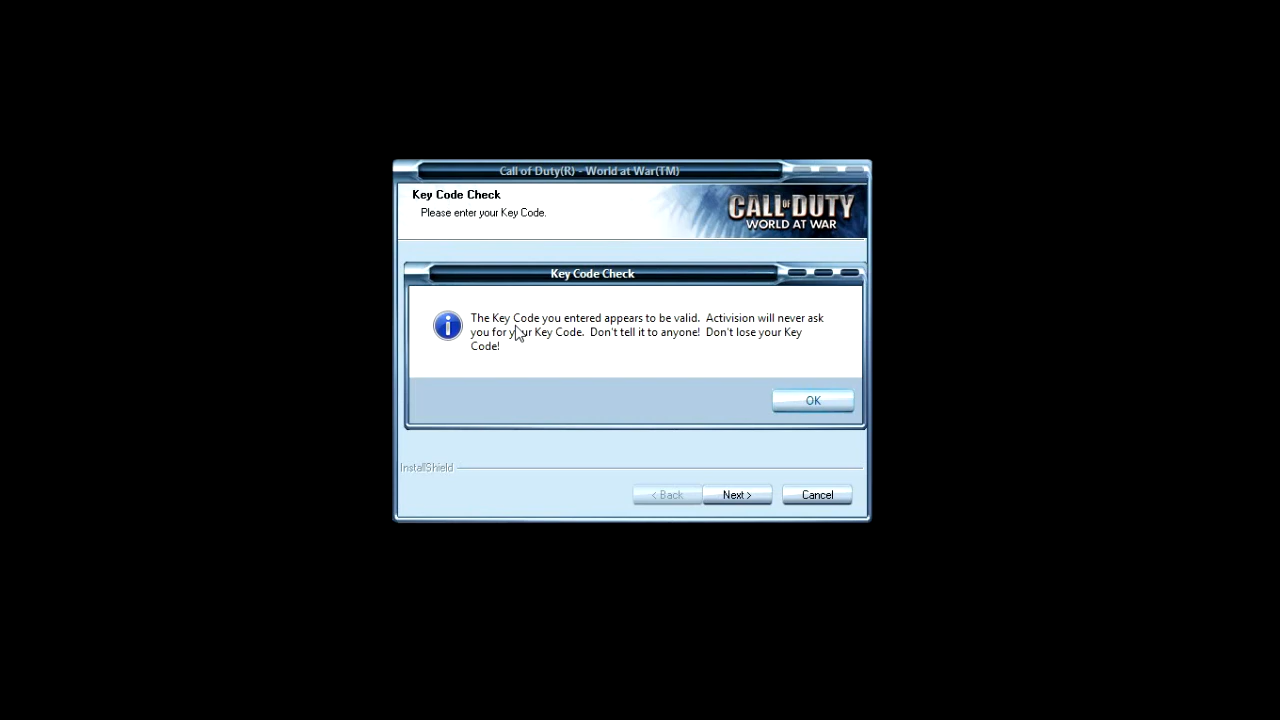 Call of Duty(R) - World at War(TM)
Key Code Check
Please enter your Key Code.
CALL OF DUTY
WORLD AT WAR
Key Code Check
The Key Code you entered appears to be valid.  Activision will never ask
you for your Key Code.  Don't tell it to anyone!  Don't lose your Key
Code!
OK
InstallShield
< Back
Next >
Cancel